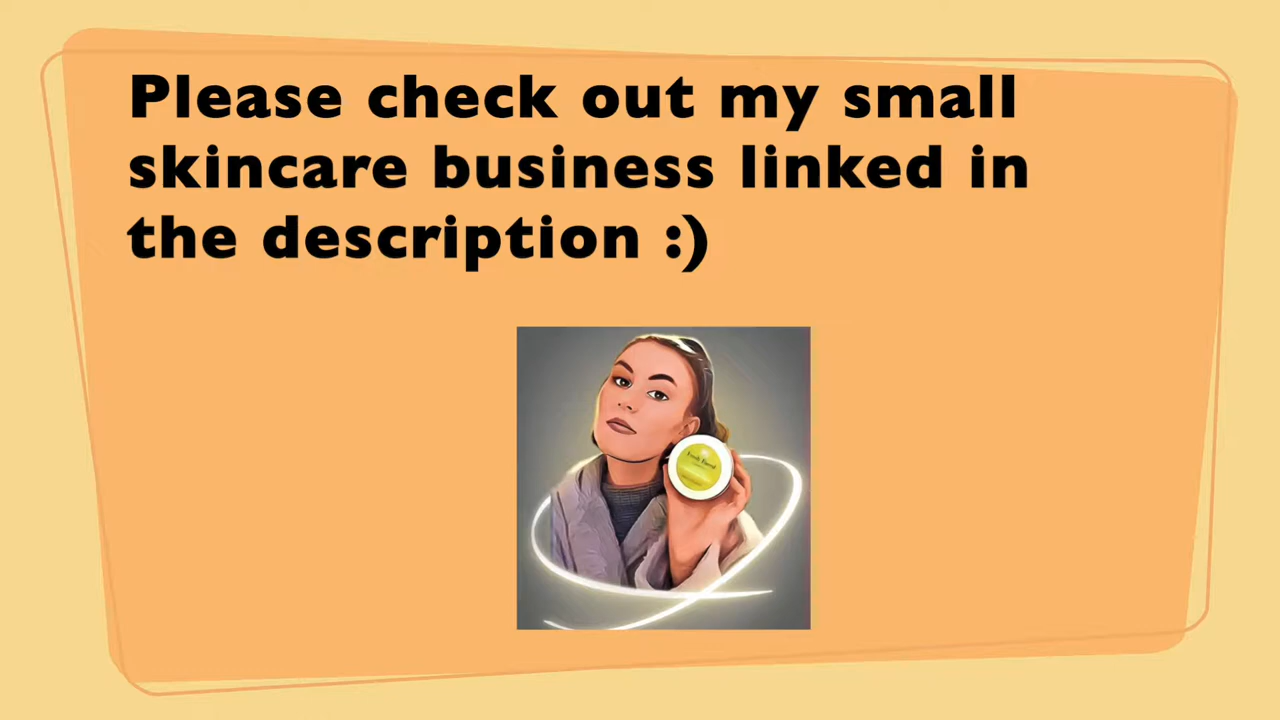 Please check out my small
skincare business linked in
the description :)